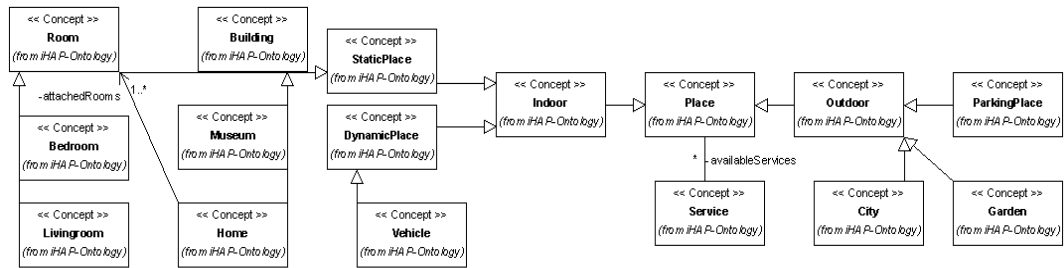 << Concept >>
Room
(from iHAP-Ontology)
<< Concept >>
Building
(from iHAP-Ontology)
<< Concept >>
StaticPlace
(from iHAP-Ontology)
-attachedRooms
1..*
<< Concept >>
Bedroom
(from iHAP-Ontology)
<< Concept >>
Museum
(from iHAP-Ontology)
<< Concept >>
DynamicPlace
(from iHAP-Ontology)
<< Concept >>
Indoor
(from iHAP-Ontology)
<< Concept >>
Place
(from iHAP-Ontology)
<< Concept >>
Outdoor
(from iHAP-Ontology)
<< Concept >>
ParkingPlace
(from iHAP-Ontology)
* -availableServices
<< Concept >>
Livingroom
(from iHAP-Ontology)
<< Concept >>
Home
(from iHAP-Ontology)
<< Concept >>
Vehicle
(from iHAP-Ontology)
<< Concept >>
Service
(from iHAP-Ontology)
<< Concept >>
City
(from iHAP-Ontology)
<< Concept >>
Garden
(from iHAP-Ontology)